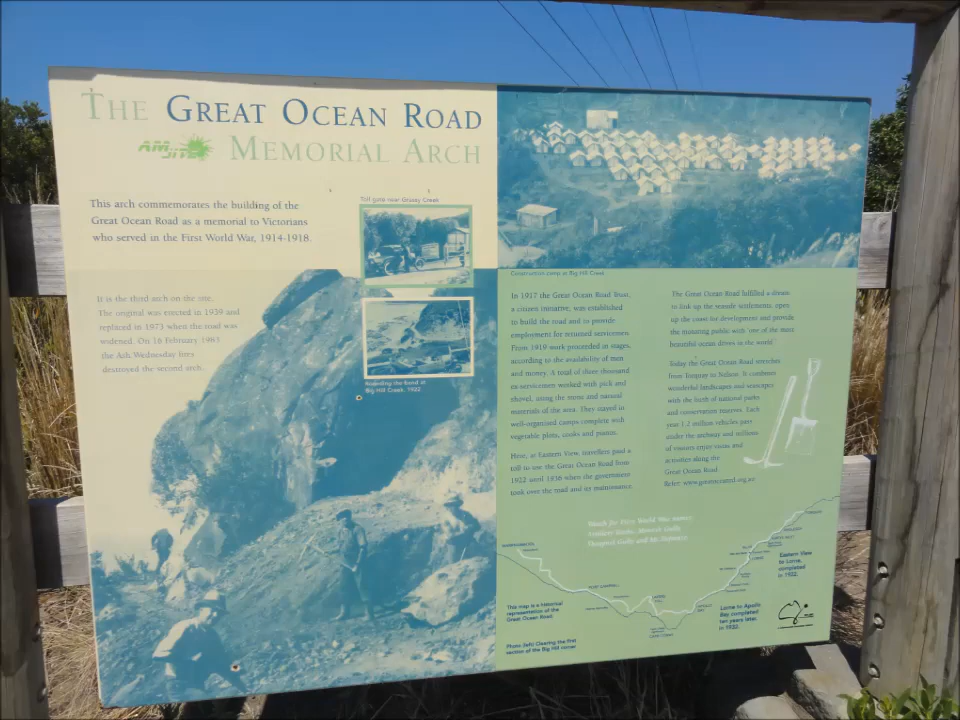 THE GREAT OCEAN ROAD
MEMORIAL ARCH
This arch commemorates the building of the
Great Ocean Road as a memorial to Victorians
who served in the First World War, 1914-1918.
It is the third arch on the site.
The original was erected in 1939 and
replaced in 1973 when the road was
widened. On 16 February 1983
the Ash Wednesday fires
destroyed the second arch.
Toll gate near Grassy Creek
Rounding the bend at
Big Hill Creek, 1922
Construction camp at Big Hill Creek
In 1917 the Great Ocean Road Trust,
a citizen initiative, was established
to build the road and to provide
employment for returned servicemen.
From 1919 work proceeded in stages,
according to the availability of men
and money. A total of three thousand
ex-servicemen worked with pick and
shovel, using the stone and natural
materials of the area. They stayed in
well-organised camps complete with
vegetable plots, cooks and pianos.
Here, at Eastern View, travellers paid a
toll to use the Great Ocean Road from
1922 until 1936 when the government
took over the road and its maintenance.
The Great Ocean Road fulfilled a dream
to link up the seaside settlements, open
up the coast for development and provide
the motoring public with 'one of the most
beautiful ocean drives in the world'.
Today the Great Ocean Road stretches
from Torquay to Nelson. It combines
wonderful landscapes and seascapes
with the birth of national parks
and conservation reserves. Each
year 1.2 million vehicles pass
under the archway and millions
of visitors enjoy vistas and
activities along the
Great Ocean Road.
Refer: www.greatocean
Watch for First World War names:
Eastern View
to Lorne,
completed
in 1922.
Lorne to Apollo
Bay completed
ten years later
in 1932.
This map is a historical
representation of the
Great Ocean Road
Photo (left) Clearing the first
section of the Big Hill corner